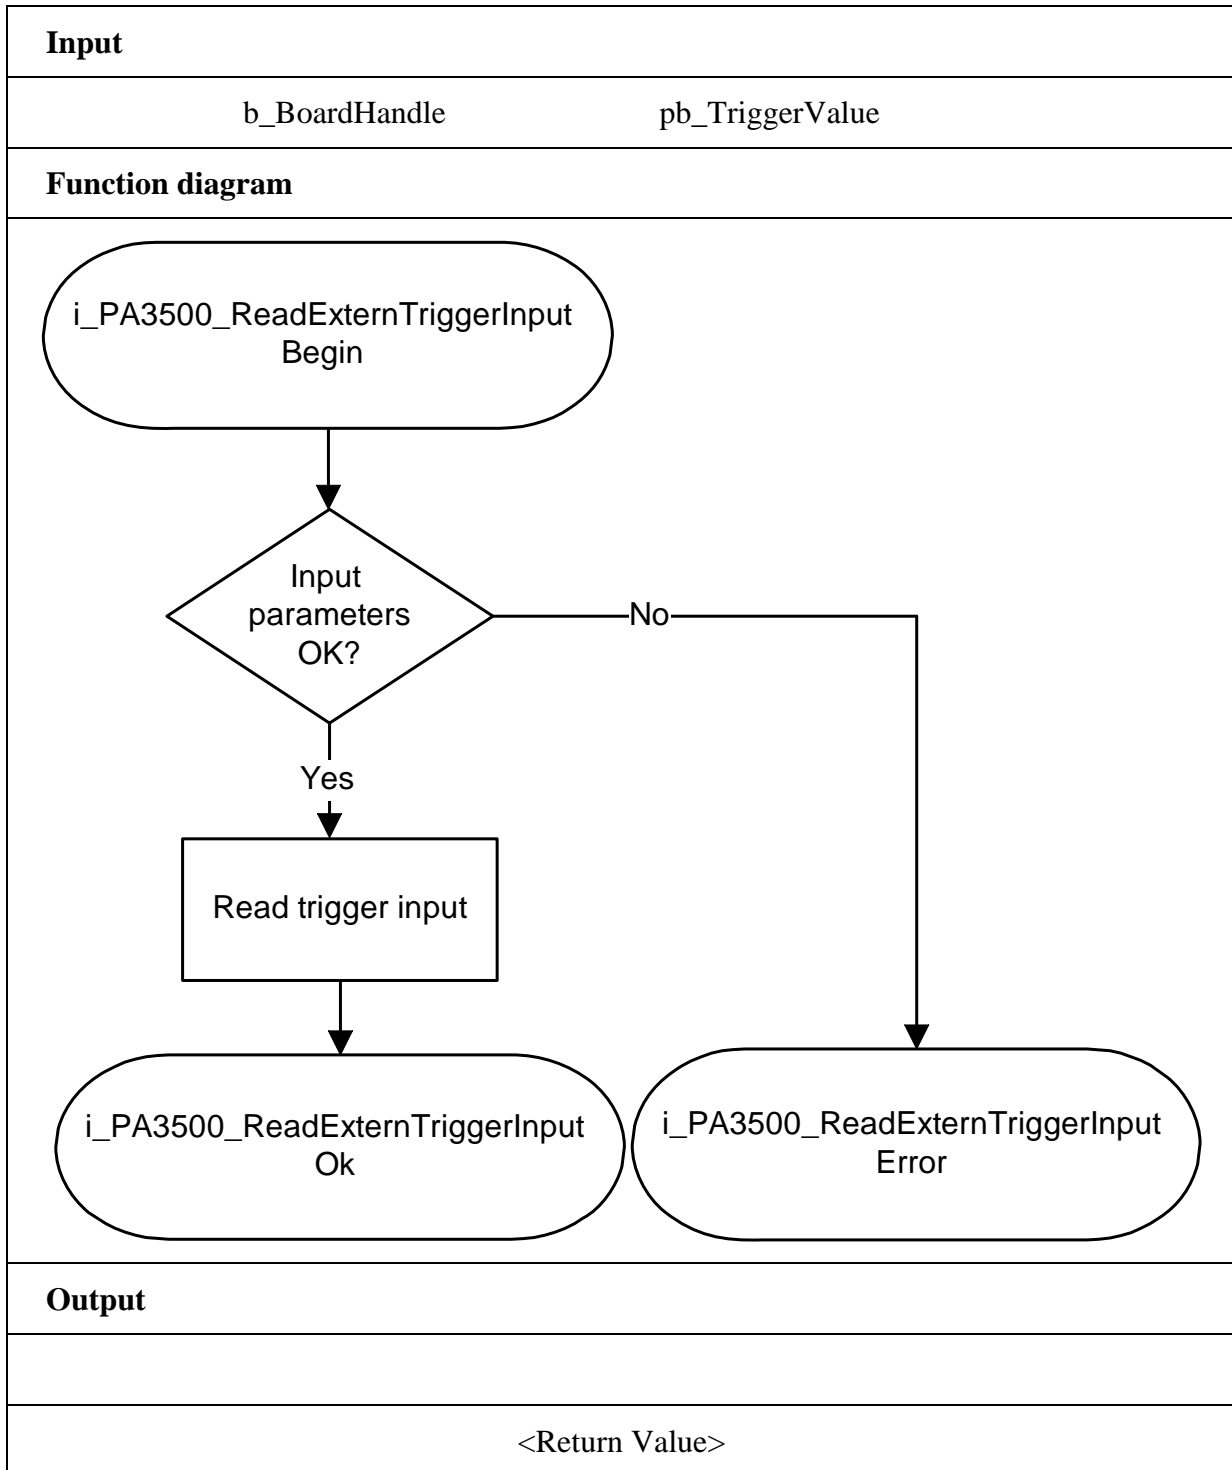 Input
b_BoardHandle pb_TriggerValue
Function diagram
i_PA3500_ReadExternTriggerInput
Begin
Input
parameters
OK?
No
Yes
Read trigger input
i_PA3500_ReadExternTriggerInput
Ok
i_PA3500_ReadExternTriggerInput
Error
Output
<Return Value>